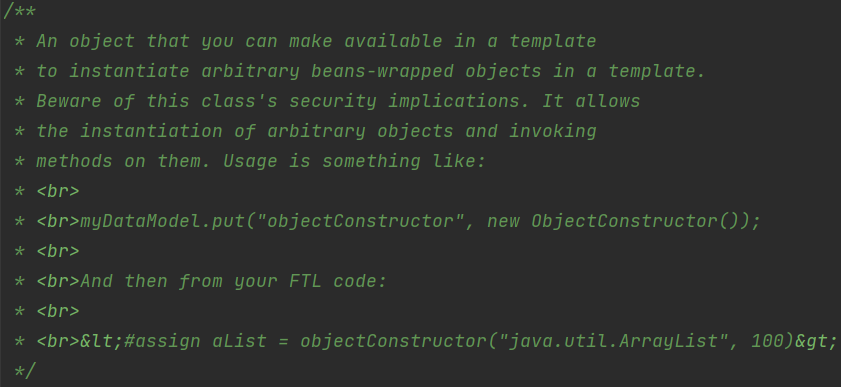 /**
* An object that you can make available in a template
* to instantiate arbitrary beans-wrapped objects in a template.
* Beware of this class's security implications. It allows
* the instantiation of arbitrary objects and invoking
* methods on them. Usage is something like:
* <br>
* <br>myDataModel.put("objectConstructor", new ObjectConstructor());
* <br>
* <br>And then from your FTL code:
* <br>
* <br>&lt;#assign aList = objectConstructor("java.util.ArrayList", 100)&gt;
*/